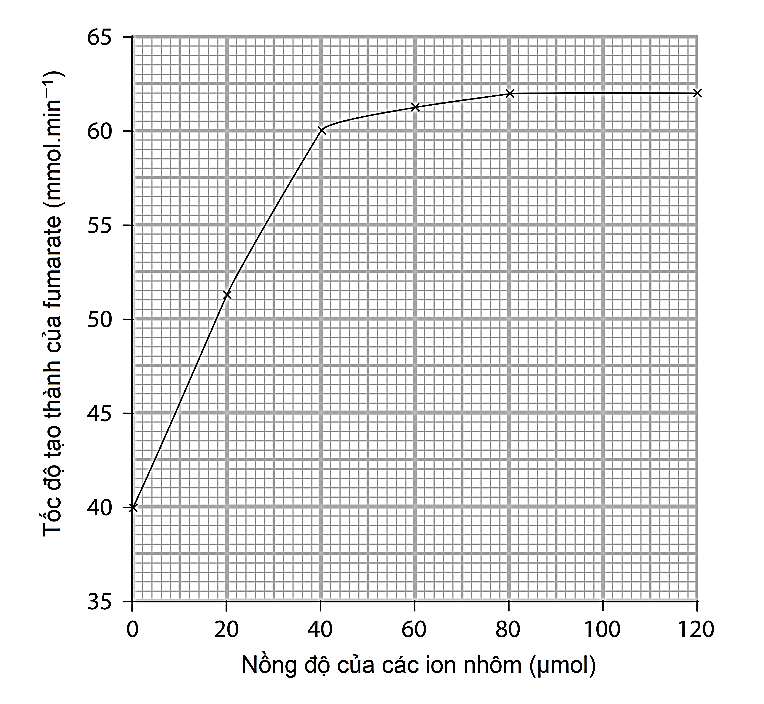 Tốc độ tạo thành của fumarate (mmol.min⁻¹)
65
60
55
50
45
40
35
0 20 40 60 80 100 120
Nồng độ của các ion nhôm (μmol)